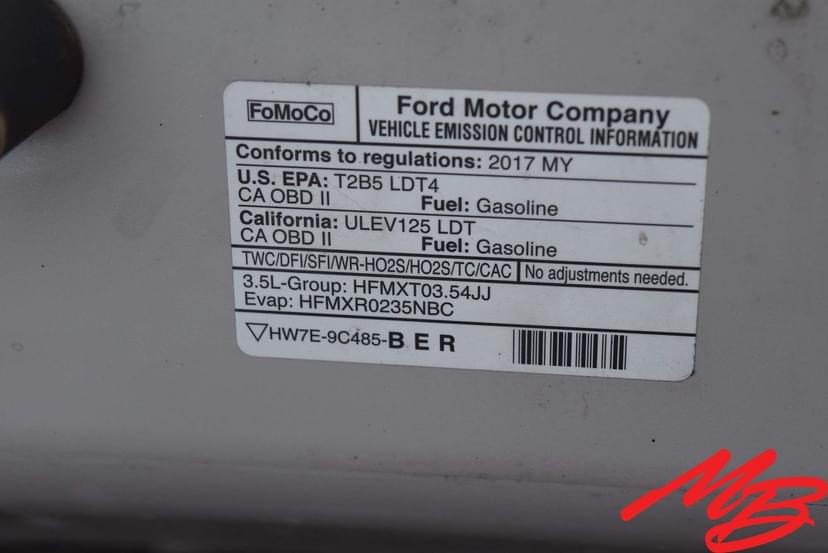 FoMoCo
Ford Motor Company
VEHICLE EMISSION CONTROL INFORMATION
Conforms to regulations: 2017 MY
U.S. EPA: T2B5 LDT4
CA OBD II Fuel: Gasoline
California: ULEV125 LDT
CA OBD II Fuel: Gasoline
TWC/DFI/SFI/WR-HO2S/HO2S/TC/CAC No adjustments needed.
3.5L-Group: HFMXT03.54JJ
Evap: HFMXR0235NBC
HW7E-9C485-B E R
MB